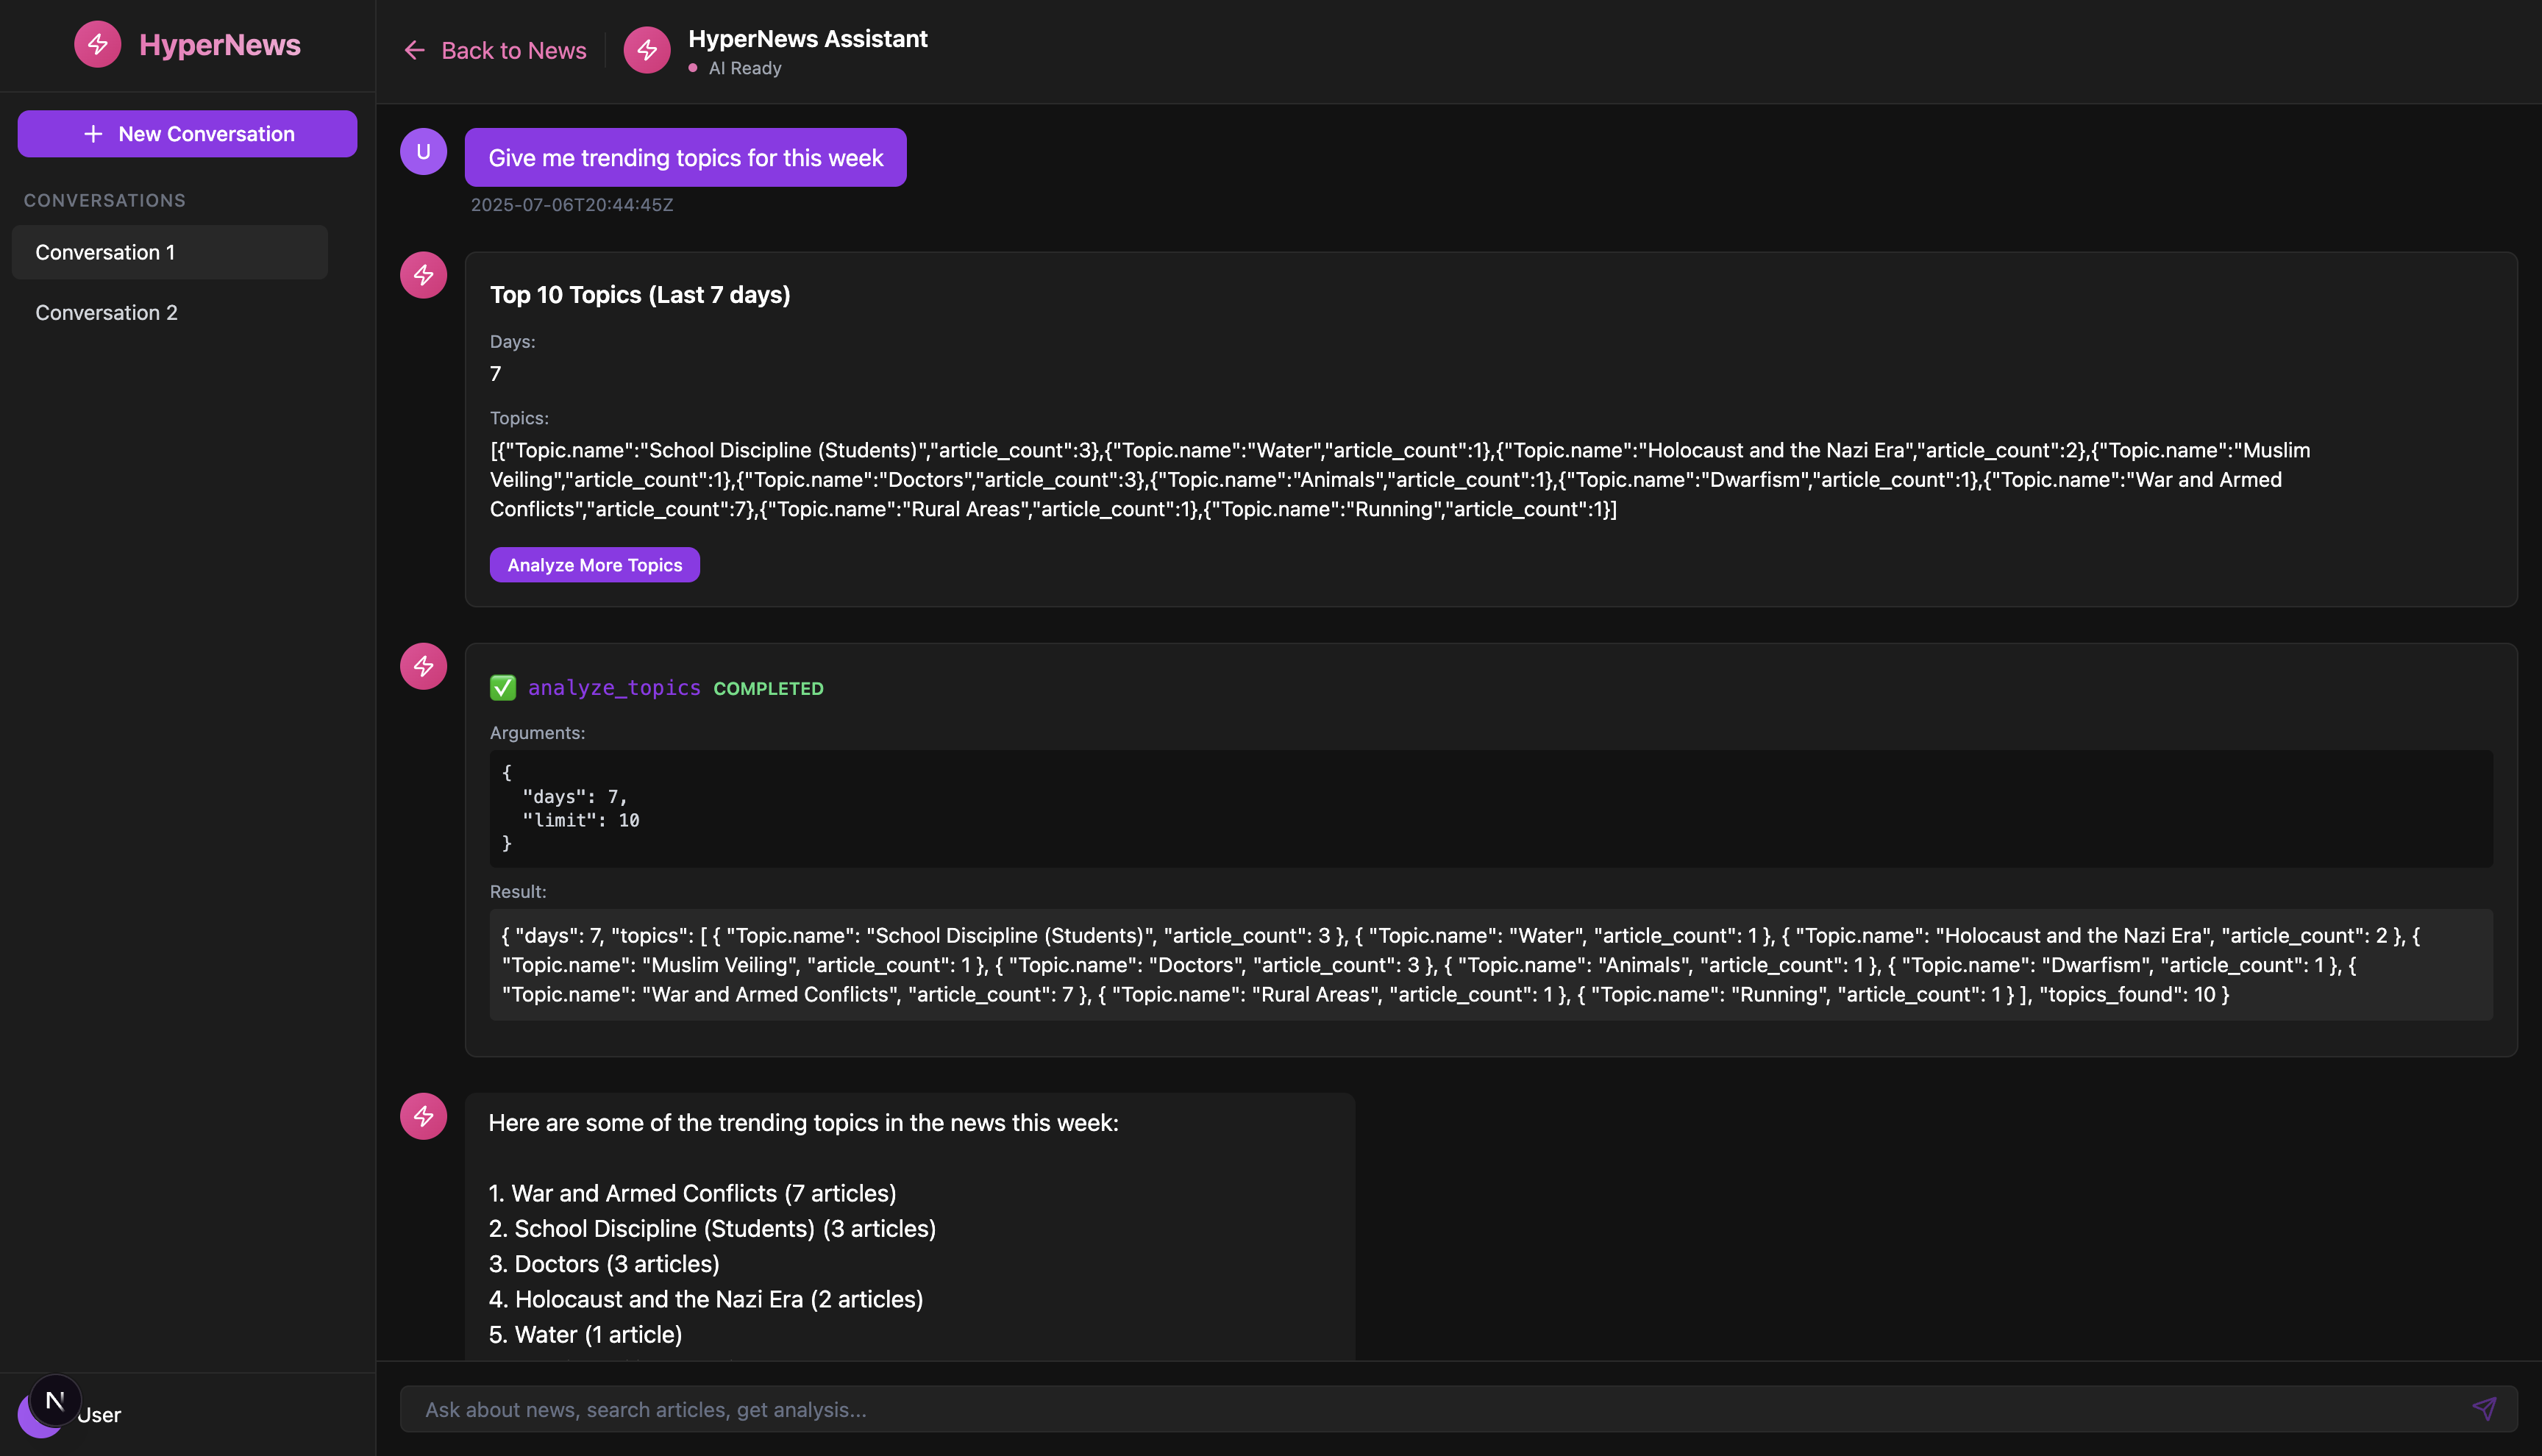 HyperNews
New Conversation
CONVERSATIONS
Conversation 1
Conversation 2
N
User
Back to News
HyperNews Assistant
AI Ready
U
Give me trending topics for this week
2025-07-06T20:44:45Z
Top 10 Topics (Last 7 days)
Days:
7
Topics:
[{"Topic.name":"School Discipline (Students)","article_count":3},{"Topic.name":"Water","article_count":1},{"Topic.name":"Holocaust and the Nazi Era","article_count":2},{"Topic.name":"Muslim
Veiling","article_count":1},{"Topic.name":"Doctors","article_count":3},{"Topic.name":"Animals","article_count":1},{"Topic.name":"Dwarfism","article_count":1},{"Topic.name":"War and Armed
Conflicts","article_count":7},{"Topic.name":"Rural Areas","article_count":1},{"Topic.name":"Running","article_count":1}]
Analyze More Topics
analyze_topics COMPLETED
Arguments:
{
"days": 7,
"limit": 10
}
Result:
{ "days": 7, "topics": [ { "Topic.name": "School Discipline (Students)", "article_count": 3 }, { "Topic.name": "Water", "article_count": 1 }, { "Topic.name": "Holocaust and the Nazi Era", "article_count": 2 }, {
"Topic.name": "Muslim Veiling", "article_count": 1 }, { "Topic.name": "Doctors", "article_count": 3 }, { "Topic.name": "Animals", "article_count": 1 }, { "Topic.name": "Dwarfism", "article_count": 1 }, {
"Topic.name": "War and Armed Conflicts", "article_count": 7 }, { "Topic.name": "Rural Areas", "article_count": 1 }, { "Topic.name": "Running", "article_count": 1 } ], "topics_found": 10 }
Here are some of the trending topics in the news this week:
1. War and Armed Conflicts (7 articles)
2. School Discipline (Students) (3 articles)
3. Doctors (3 articles)
4. Holocaust and the Nazi Era (2 articles)
5. Water (1 article)
Ask about news, search articles, get analysis...